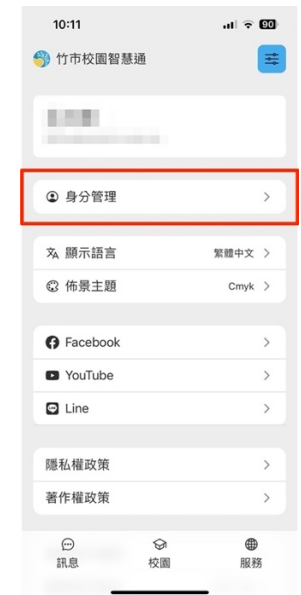 10:11
90
竹市校園智慧通
身分管理
顯示語言 繁體中文
佈景主題 Cmyk
Facebook
YouTube
Line
隱私權政策
著作權政策
訊息 校園 服務